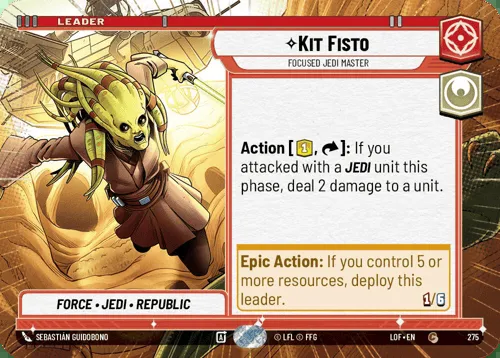 LEADER
✧KIT FISTO
FOCUSED JEDI MASTER
Action [1, ]: If you
attacked with a JEDI unit this
phase, deal 2 damage to a unit.
Epic Action: If you control 5 or
more resources, deploy this
leader.
1/6
FORCE • JEDI • REPUBLIC
SEBASTIÁN GUIDOBONO
A
© LFL © FFG
LOF • EN
C
275